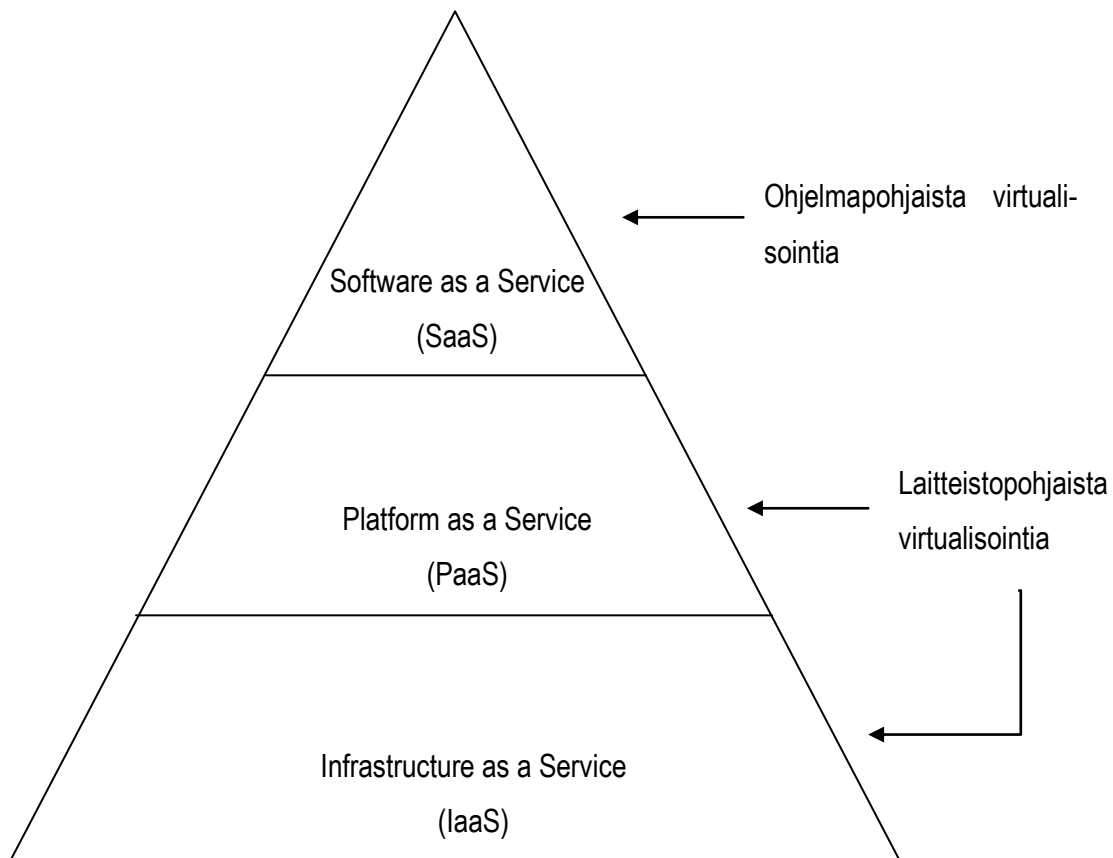 Ohjelmapohjaista virtuali-
sointia
Software as a Service
(SaaS)
Laitteistopohjaista
virtualisointia
Platform as a Service
(PaaS)
Infrastructure as a Service
(IaaS)